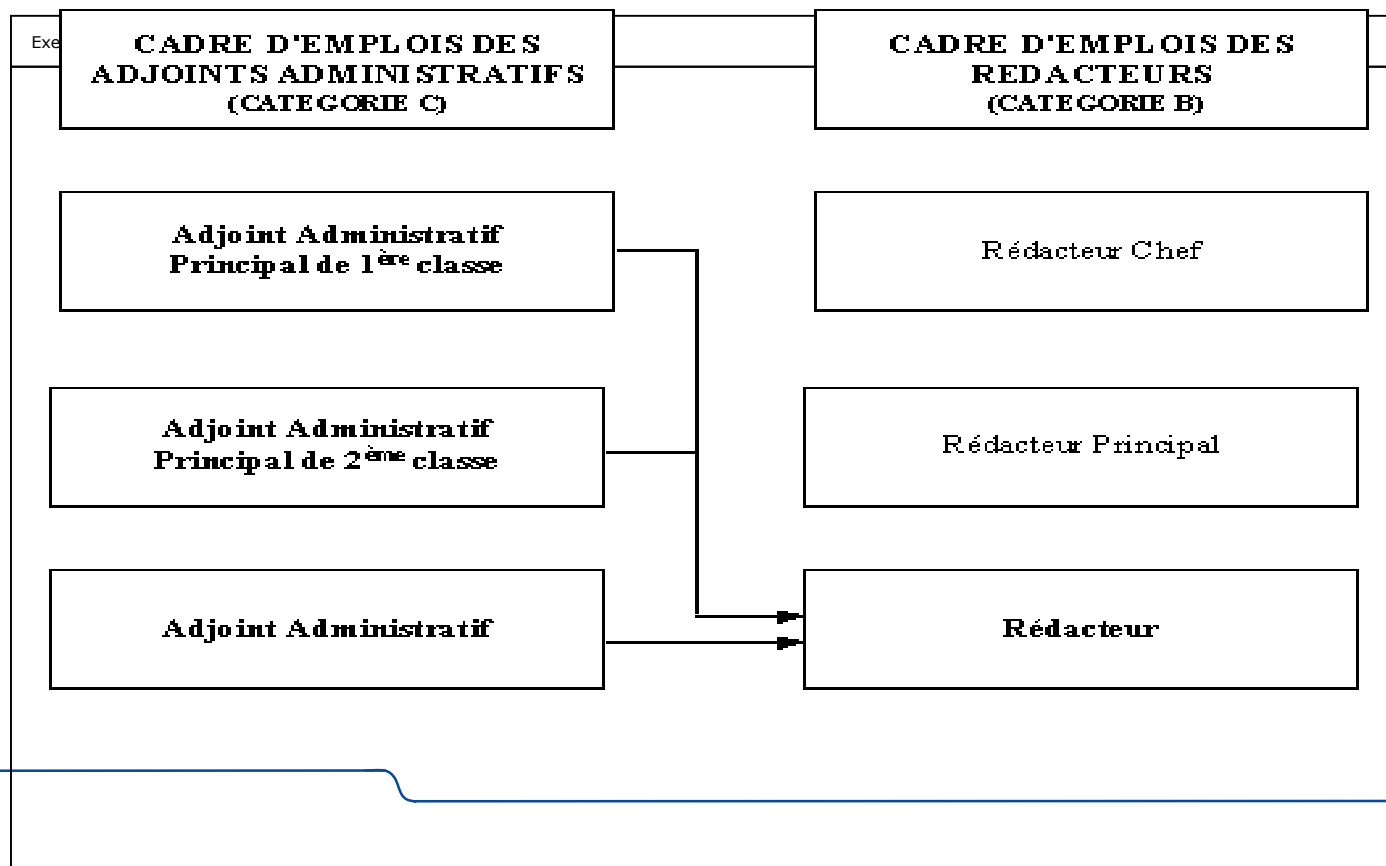 Exe
CADRE D'EMPLOIS DES
ADJOINTS ADMINISTRATIFS
(CATEGORIE C)
CADRE D'EMPLOIS DES
REDACTEURS
(CATEGORIE B)
Adjoint Administratif
Principal de 1ère classe
Rédacteur Chef
Adjoint Administratif
Principal de 2ème classe
Rédacteur Principal
Adjoint Administratif
Rédacteur